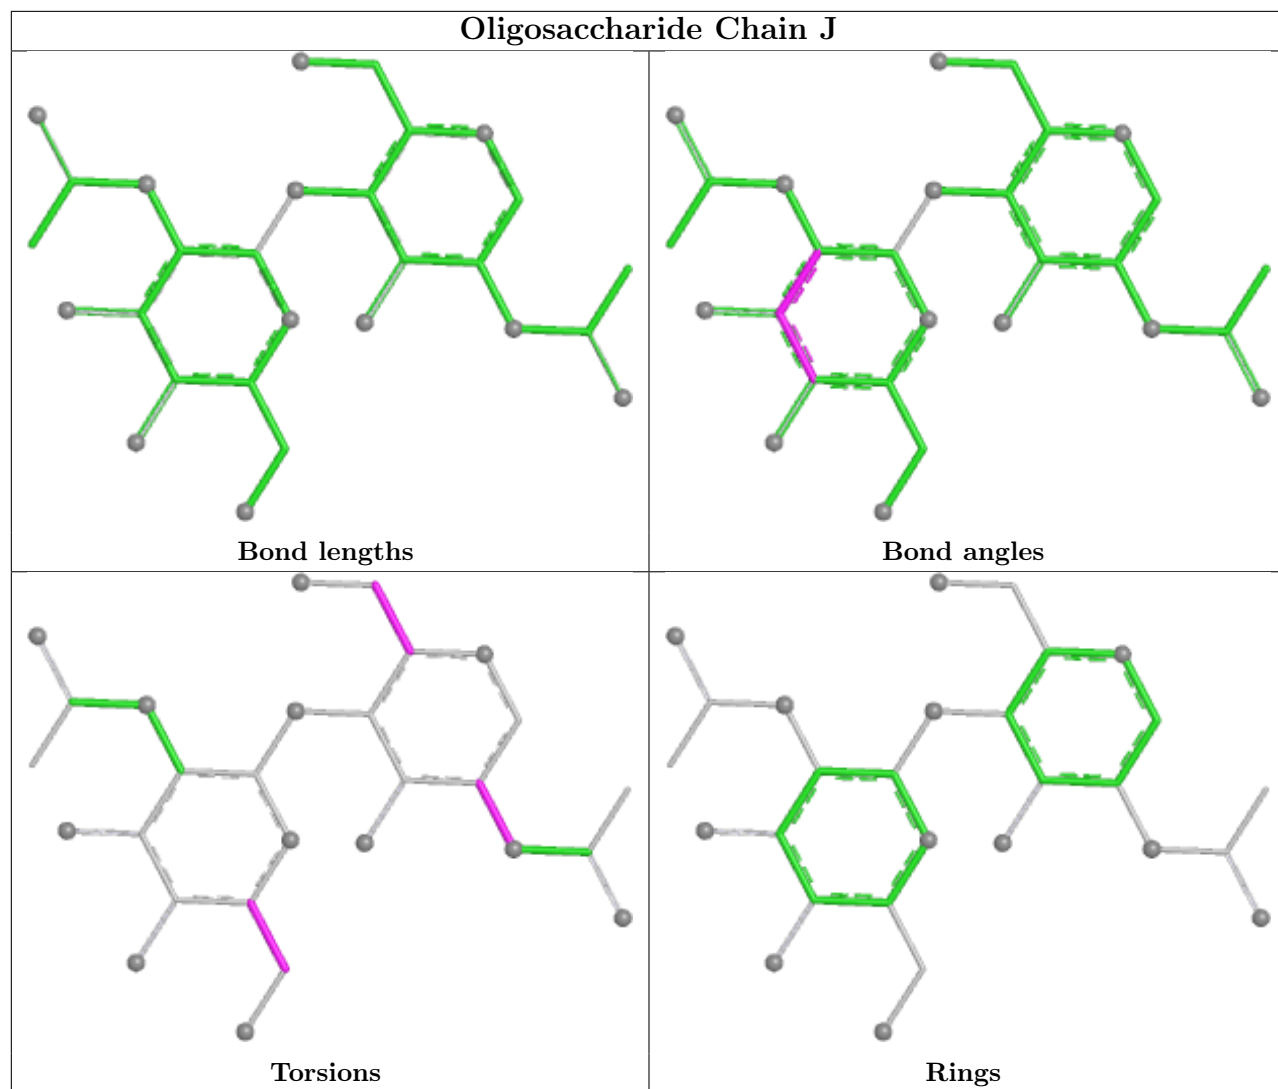 Oligosaccharide Chain J
Bond lengths
Bond angles
Torsions
Rings